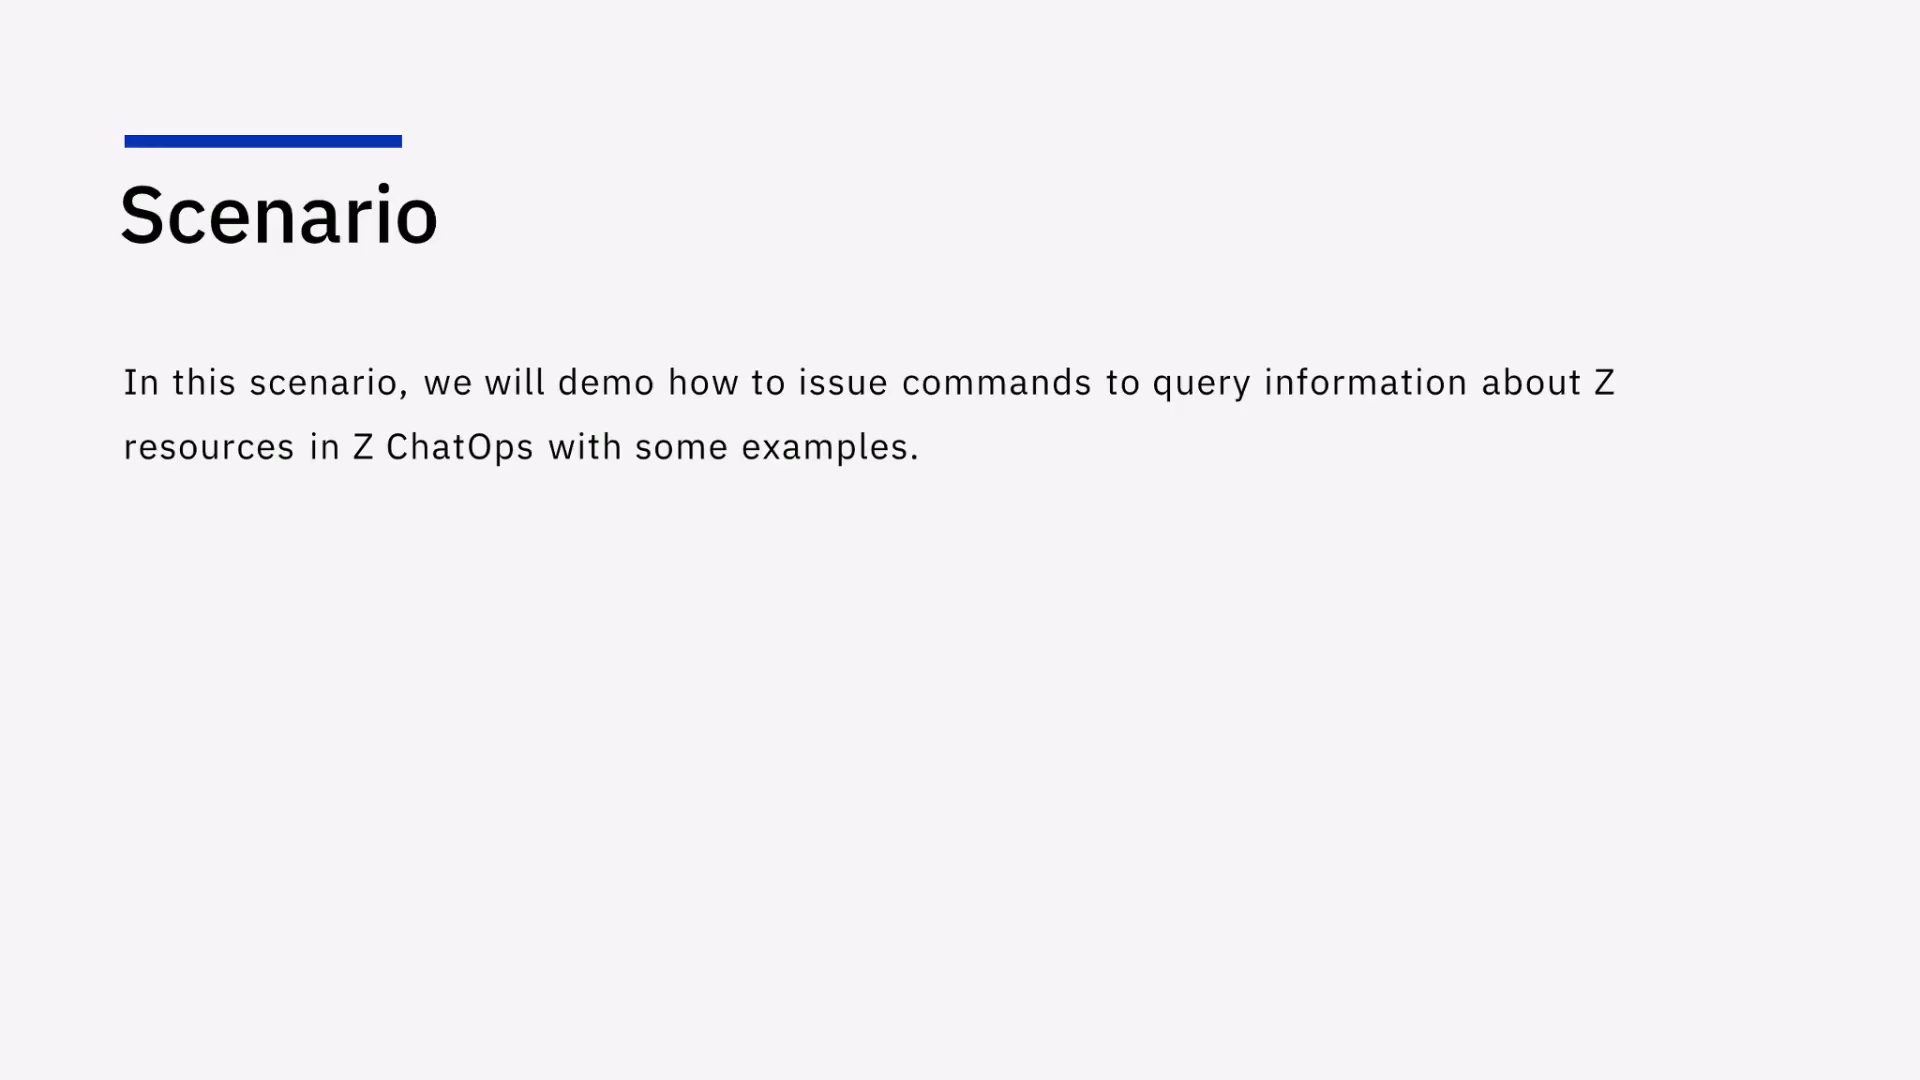 Scenario
In this scenario, we will demo how to issue commands to query information about Z
resources in Z ChatOps with some examples.